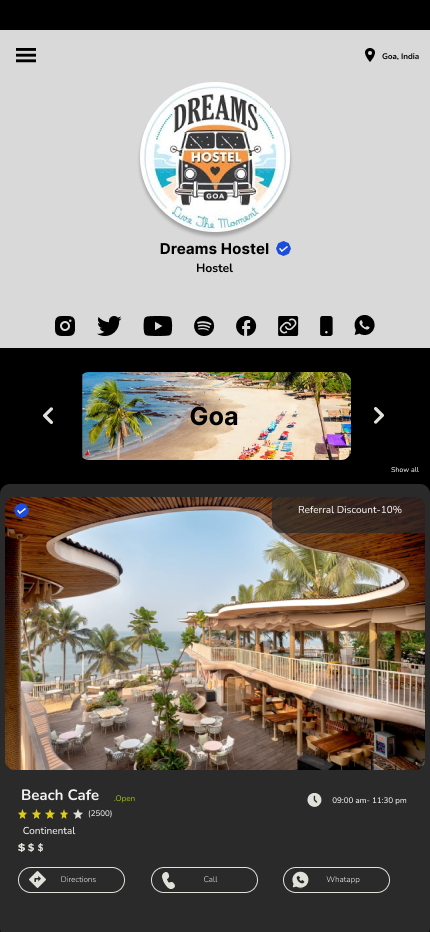 Goa, India
DREAMS
HOSTEL
GOA
Live The Moment
Dreams Hostel
Hostel
Goa
Show all
Referral Discount-10%
Beach Cafe
.Open
09:00 am- 11:30 pm
(2500)
Continental
$ $ $
Directions
Call
Whatapp